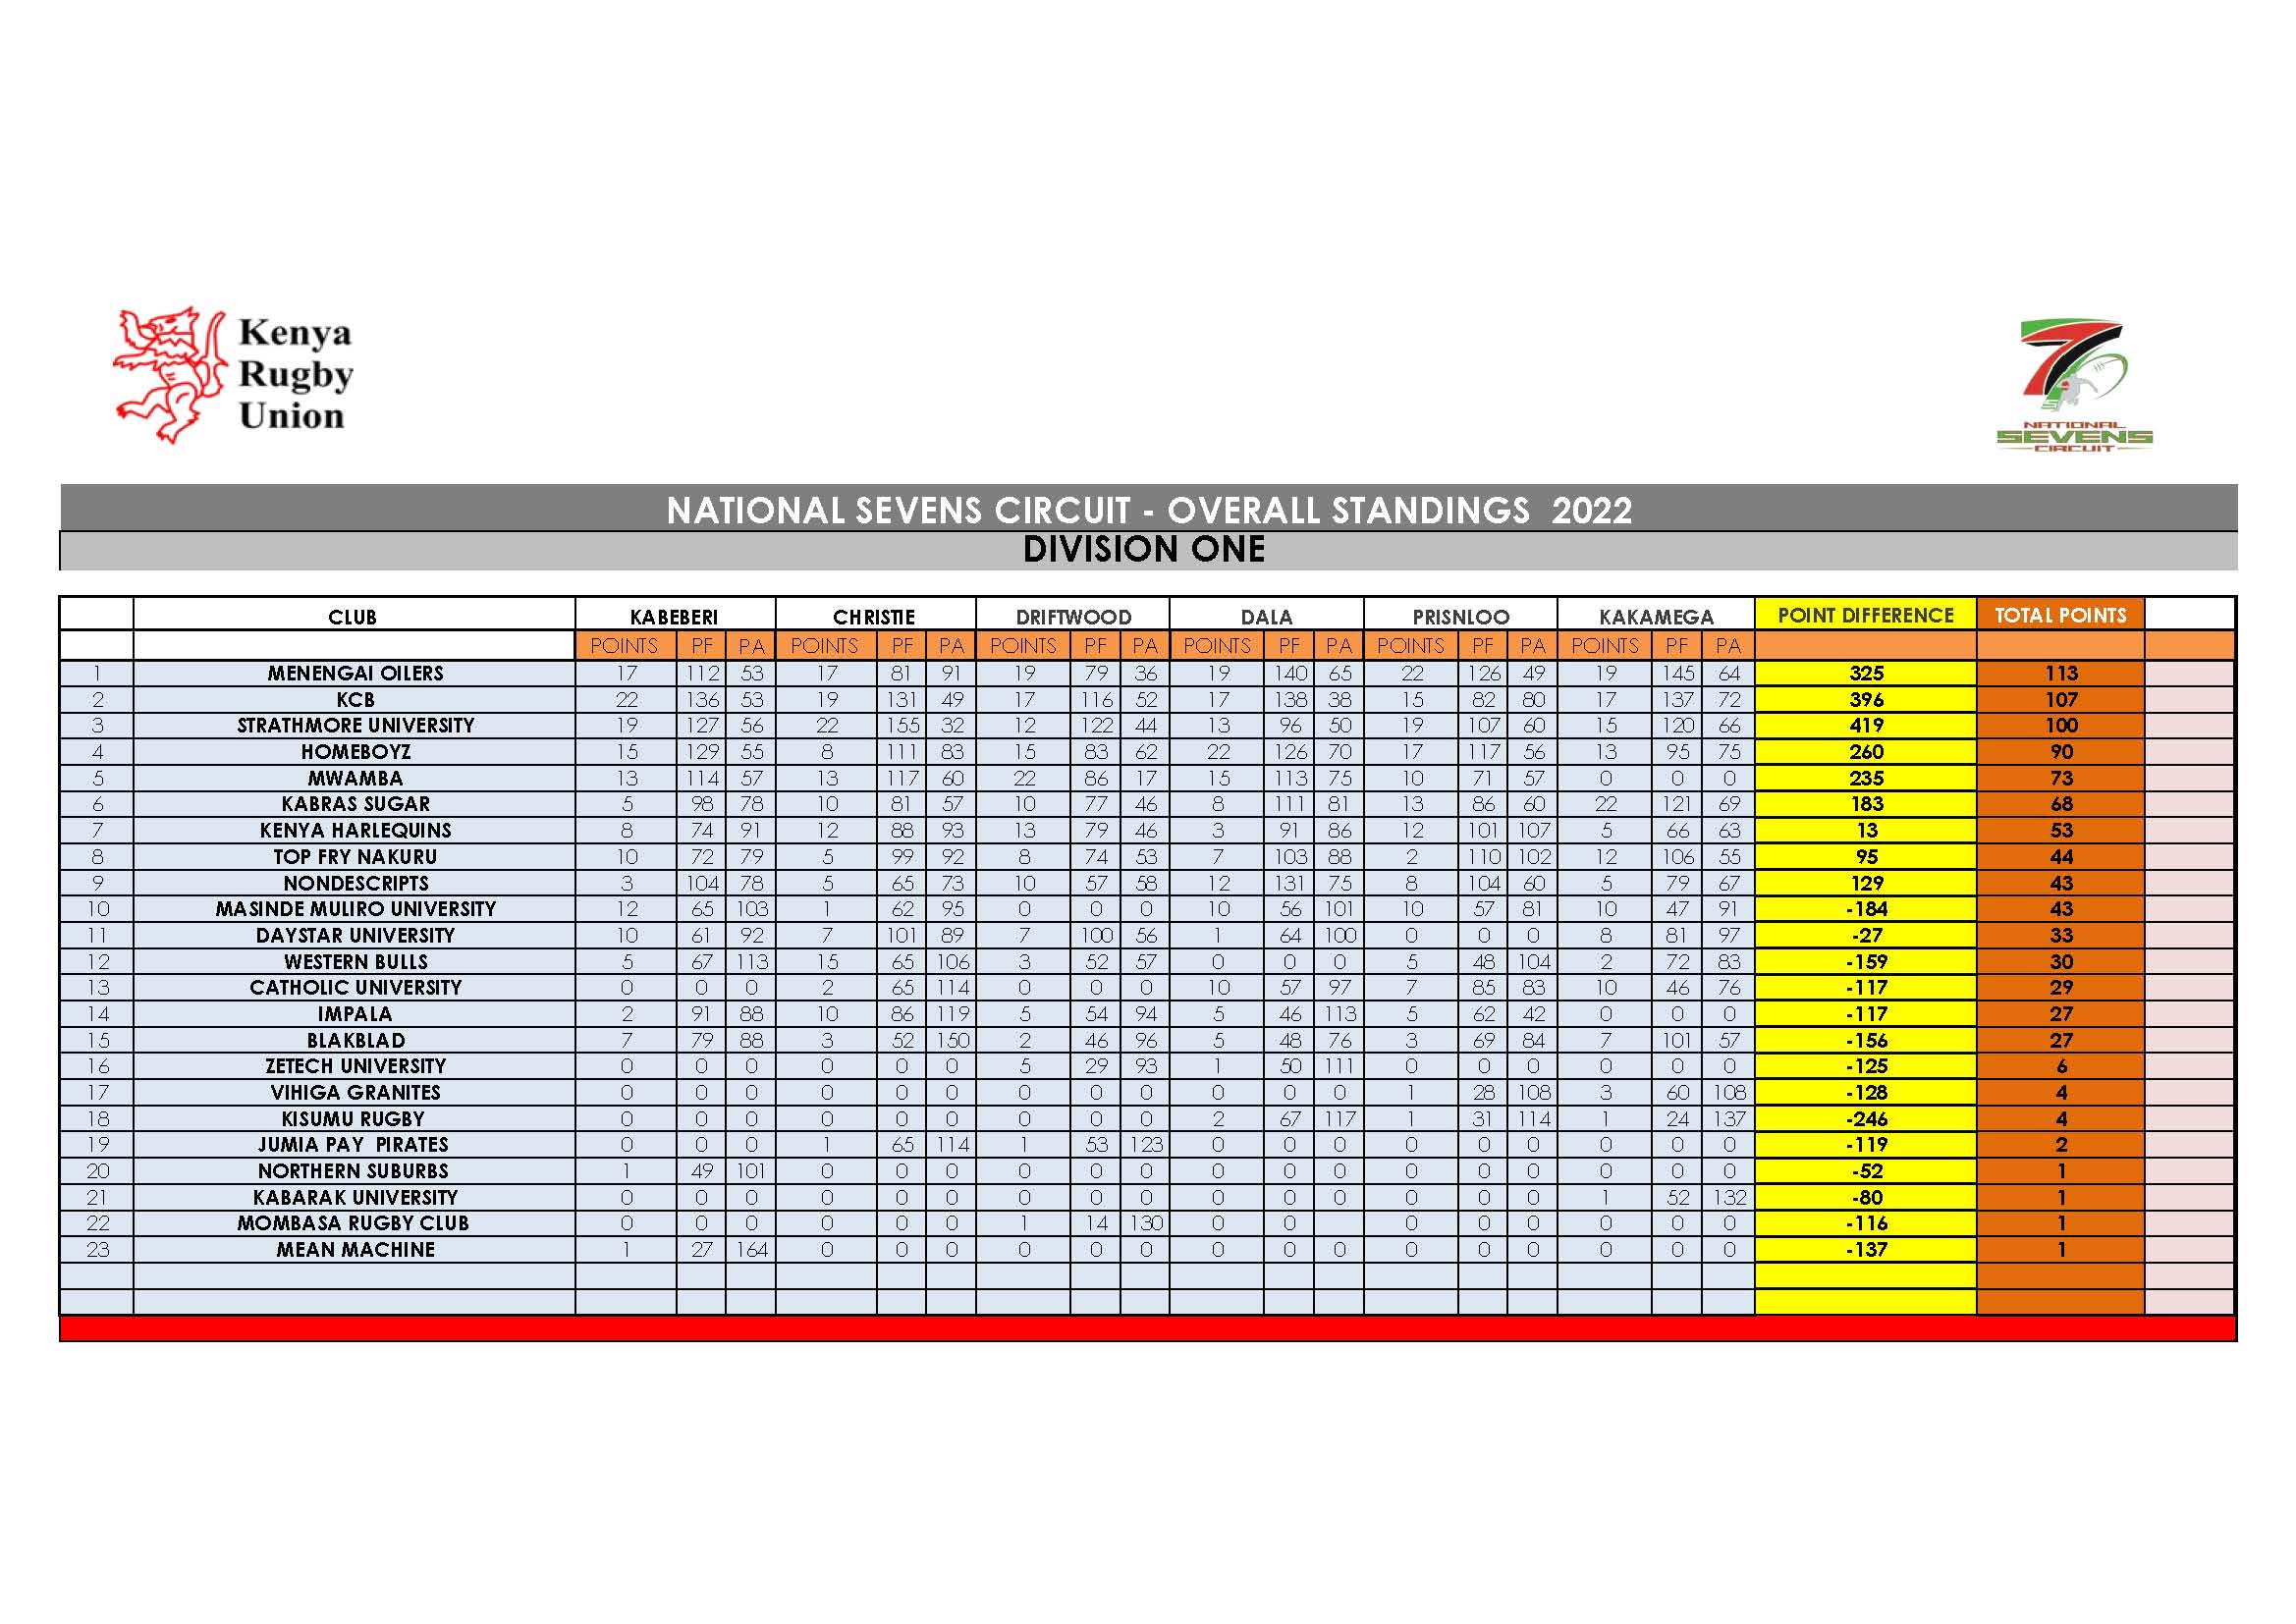 Kenya
Rugby
Union
7s
NATIONAL
SEVENS
CIRCUIT
NATIONAL SEVENS CIRCUIT - OVERALL STANDINGS 2022
DIVISION ONE
CLUB KABEBERI CHRISTIE DRIFTWOOD DALA PRISNLOO KAKAMEGA POINT DIFFERENCE TOTAL POINTS
POINTS PF PA POINTS PF PA POINTS PF PA POINTS PF PA POINTS PF PA POINTS PF PA
1 MENENGAI OILERS 17 112 53 17 81 91 19 79 36 19 140 65 22 126 49 19 145 64 325 113
2 KCB 22 136 53 19 131 49 17 116 52 17 138 38 15 82 80 17 137 72 396 107
3 STRATHMORE UNIVERSITY 19 127 56 22 155 32 12 122 44 13 96 50 19 107 60 15 120 66 419 100
4 HOMEBOYZ 15 129 55 8 111 83 15 83 62 22 126 70 17 117 56 13 95 75 260 90
5 MWAMBA 13 114 57 13 117 60 22 86 17 15 113 75 10 71 57 0 0 0 235 73
6 KABRAS SUGAR 5 98 78 10 81 57 10 77 46 8 111 81 13 86 60 22 121 69 183 68
7 KENYA HARLEQUINS 8 74 91 12 88 93 13 79 46 3 91 86 12 101 107 5 66 63 13 53
8 TOP FRY NAKURU 10 72 79 5 99 92 8 74 53 7 103 88 2 110 102 12 106 55 95 44
9 NONDESCRIPTS 3 104 78 5 65 73 10 57 58 12 131 75 8 104 60 5 79 67 129 43
10 MASINDE MULIRO UNIVERSITY 12 65 103 1 62 95 0 0 0 10 56 101 10 57 81 10 47 91 -184 43
11 DAYSTAR UNIVERSITY 10 61 92 7 101 89 7 100 56 1 64 100 0 0 0 8 81 97 -27 33
12 WESTERN BULLS 5 67 113 15 65 106 3 52 57 0 0 0 5 48 104 2 72 83 -159 30
13 CATHOLIC UNIVERSITY 0 0 0 2 65 114 0 0 0 10 57 97 7 85 83 10 46 76 -117 29
14 IMPALA 2 91 88 10 86 119 5 54 94 5 46 113 5 62 42 0 0 0 -117 27
15 BLAKBLAD 7 79 88 3 52 150 2 46 96 5 48 76 3 69 84 7 101 57 -156 27
16 ZETECH UNIVERSITY 0 0 0 0 0 0 5 29 93 1 50 111 0 0 0 0 0 0 -125 6
17 VIHIGA GRANITES 0 0 0 0 0 0 0 0 0 0 0 0 1 28 108 3 60 108 -128 4
18 KISUMU RUGBY 0 0 0 0 0 0 0 0 0 2 67 117 1 31 114 1 24 137 -246 4
19 JUMIA PAY PIRATES 0 0 0 1 65 114 1 53 123 0 0 0 0 0 0 0 0 0 -119 2
20 NORTHERN SUBURBS 1 49 101 0 0 0 0 0 0 0 0 0 0 0 0 0 0 0 -52 1
21 KABARAK UNIVERSITY 0 0 0 0 0 0 0 0 0 0 0 0 0 0 0 1 52 132 -80 1
22 MOMBASA RUGBY CLUB 0 0 0 0 0 0 1 14 130 0 0 0 0 0 0 0 0 -116 1
23 MEAN MACHINE 1 27 164 0 0 0 0 0 0 0 0 0 0 0 0 0 0 0 -137 1